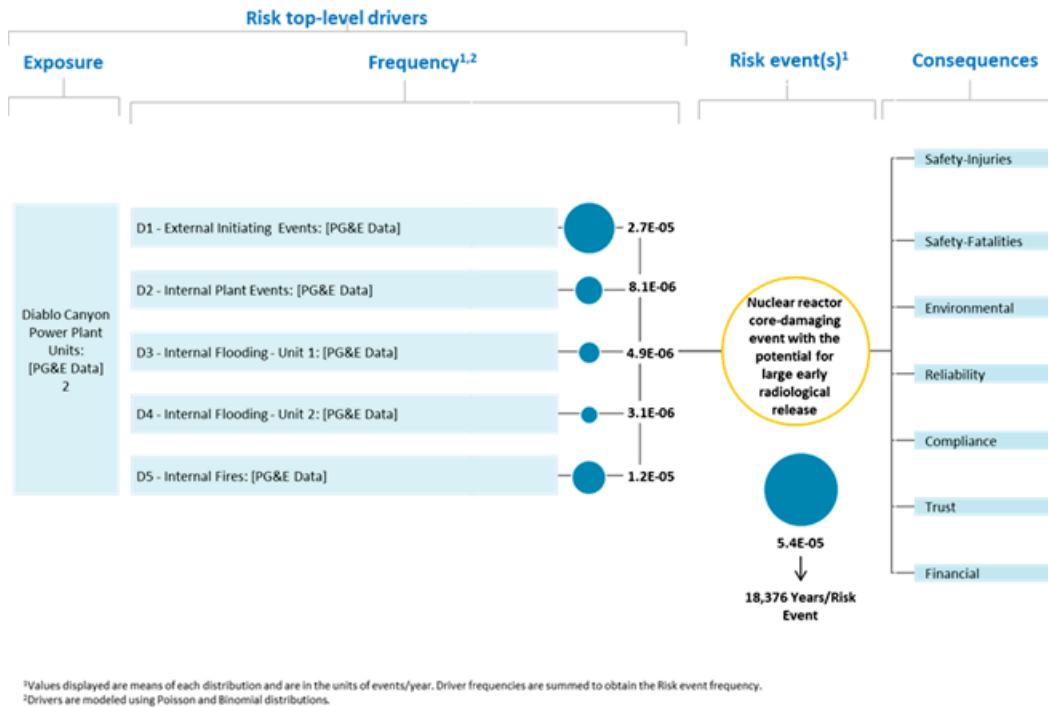 Risk top-level drivers
Exposure
Frequency1,2
Risk event(s)1
Consequences
Diablo Canyon
Power Plant
Units:
[PG&E Data]
2
D1 - External Initiating Events: [PG&E Data]
2.7E-05
D2 - Internal Plant Events: [PG&E Data]
8.1E-06
D3 - Internal Flooding - Unit 1: [PG&E Data]
4.9E-06
D4 - Internal Flooding - Unit 2: [PG&E Data]
3.1E-06
D5 - Internal Fires: [PG&E Data]
1.2E-05
Nuclear reactor
core-damaging
event with the
potential for
large early
radiological
release
5.4E-05
18,376 Years/Risk
Event
Safety-Injuries
Safety-Fatalities
Environmental
Reliability
Compliance
Trust
Financial
1Values displayed are means of each distribution and are in the units of events/year. Driver frequencies are summed to obtain the Risk event frequency.
2Drivers are modeled using Poisson and Binomial distributions.